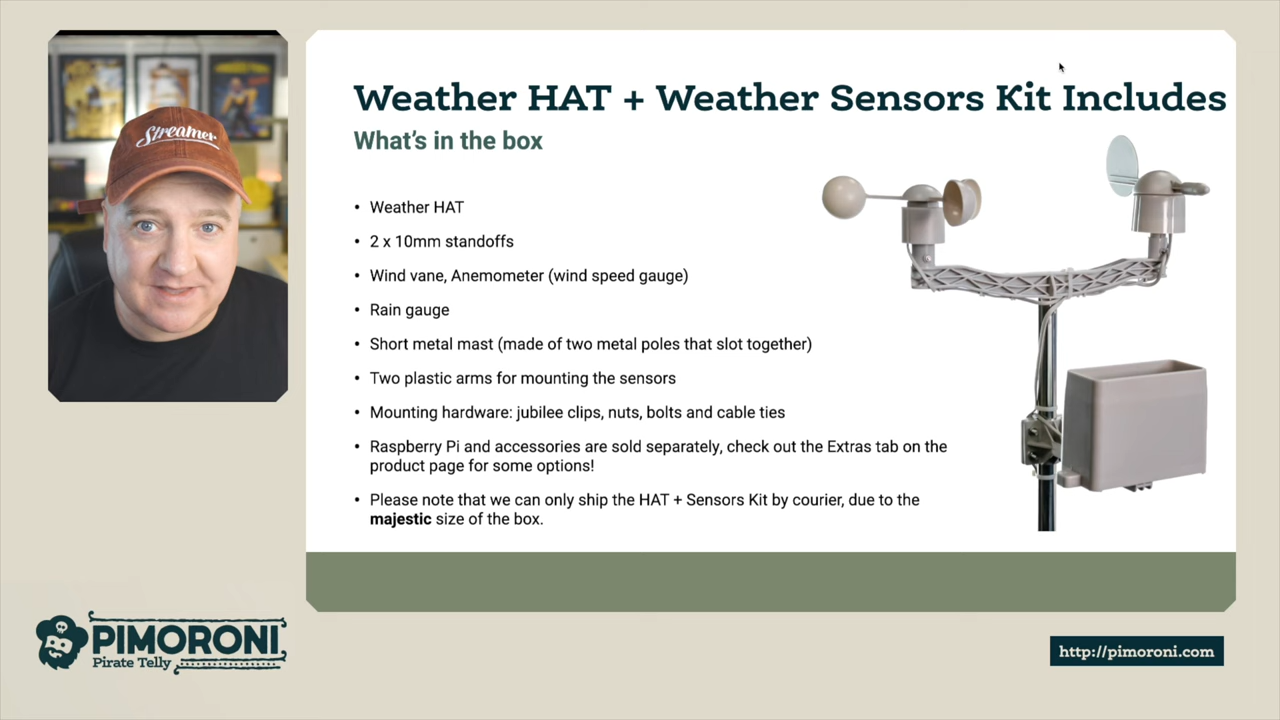 Streamer
Weather HAT + Weather Sensors Kit Includes
What's in the box
• Weather HAT
• 2 x 10mm standoffs
• Wind vane, Anemometer (wind speed gauge)
• Rain gauge
• Short metal mast (made of two metal poles that slot together)
• Two plastic arms for mounting the sensors
• Mounting hardware: jubilee clips, nuts, bolts and cable ties
• Raspberry Pi and accessories are sold separately, check out the Extras tab on the
product page for some options!
• Please note that we can only ship the HAT + Sensors Kit by courier, due to the
majestic size of the box.
PIMORONI
Pirate Telly
http://pimoroni.com